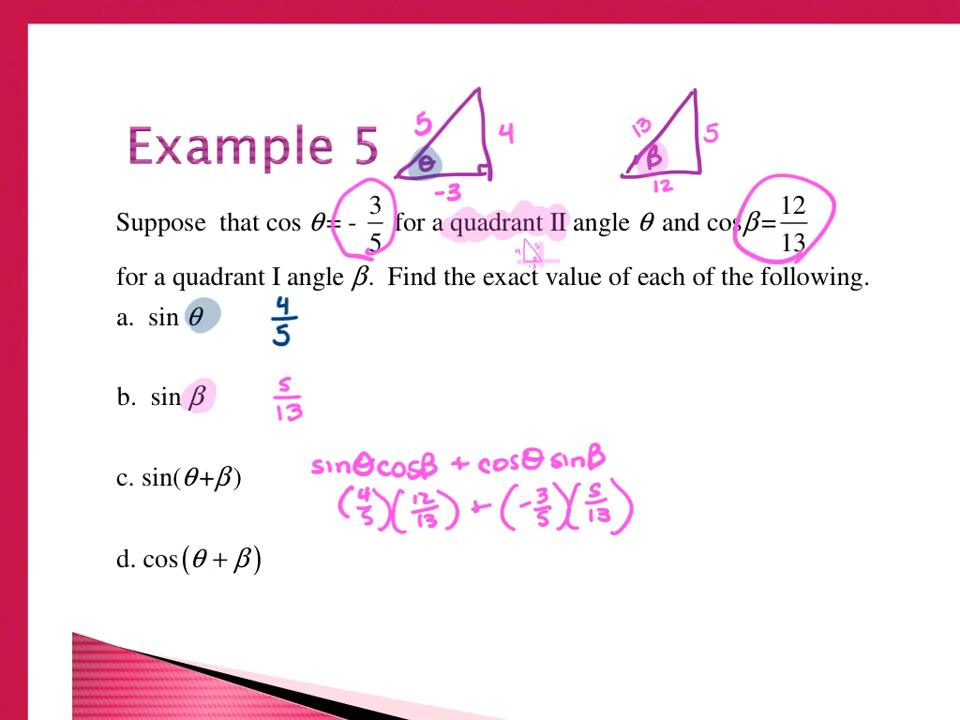 Example 5
5
4
θ
-3
13
5
β
12
Suppose that cos θ = - 3/5 for a quadrant II angle θ and cos β = 12/13
for a quadrant I angle β. Find the exact value of each of the following.
a. sin θ 4/5
b. sin β 5/13
c. sin(θ+β) sinθcosβ + cosθ sinβ
(4/5)(12/13) + (-3/5)(5/13)
d. cos(θ + β)